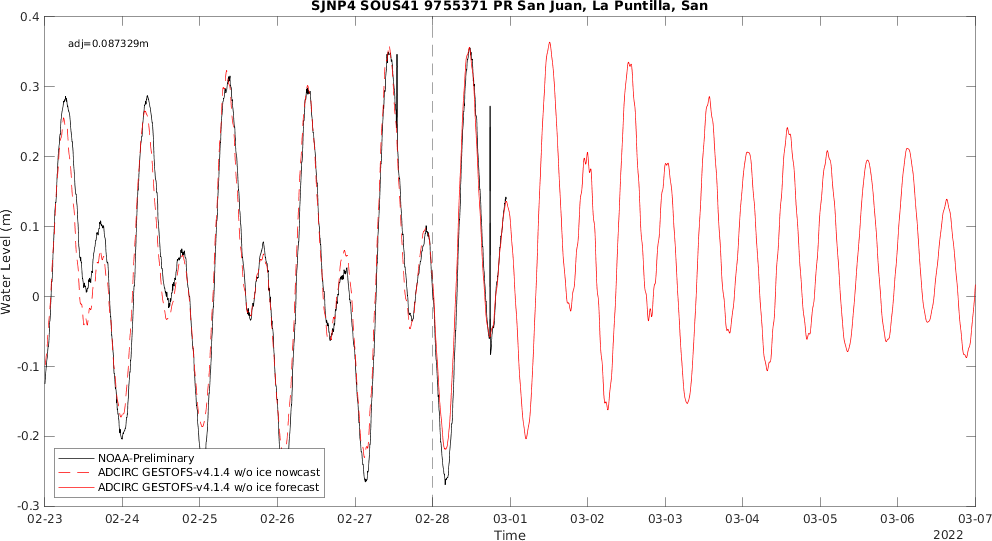 SJNP4 SOUS41 9755371 PR San Juan, La Puntilla, San
adj=0.087329m
Water Level (m)
0.4
0.3
0.2
0.1
0
-0.1
-0.2
-0.3
NOAA-Preliminary
ADCIRC GESTOFS-v4.1.4 w/o ice nowcast
ADCIRC GESTOFS-v4.1.4 w/o ice forecast
02-23 02-24 02-25 02-26 02-27 02-28 03-01 03-02 03-03 03-04 03-05 03-06 03-07
Time
2022